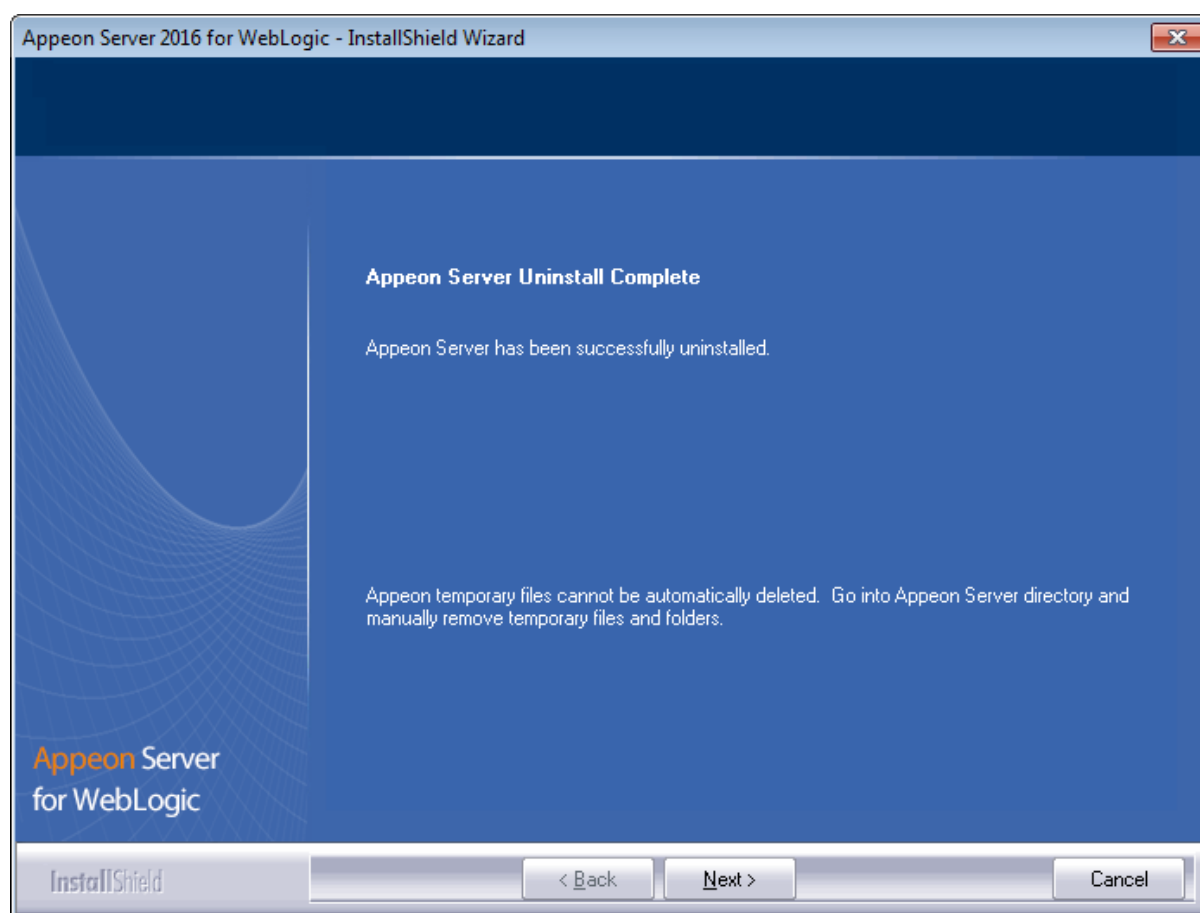 Appeon Server 2016 for WebLogic - InstallShield Wizard
Appeon Server Uninstall Complete
Appeon Server has been successfully uninstalled.
Appeon temporary files cannot be automatically deleted.  Go into Appeon Server directory and
manually remove temporary files and folders.
Appeon Server
for WebLogic
InstallShield
< Back
Next >
Cancel